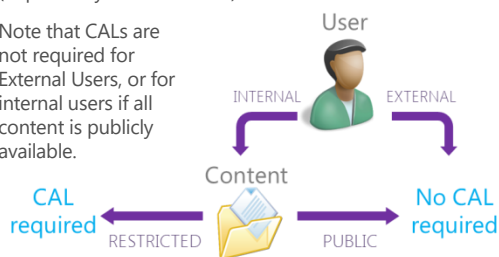 Note that CALs are
not required for
External Users, or for
internal users if all
content is publicly
available.
User
INTERNAL
EXTERNAL
Content
CAL
required
No CAL
required
RESTRICTED
PUBLIC